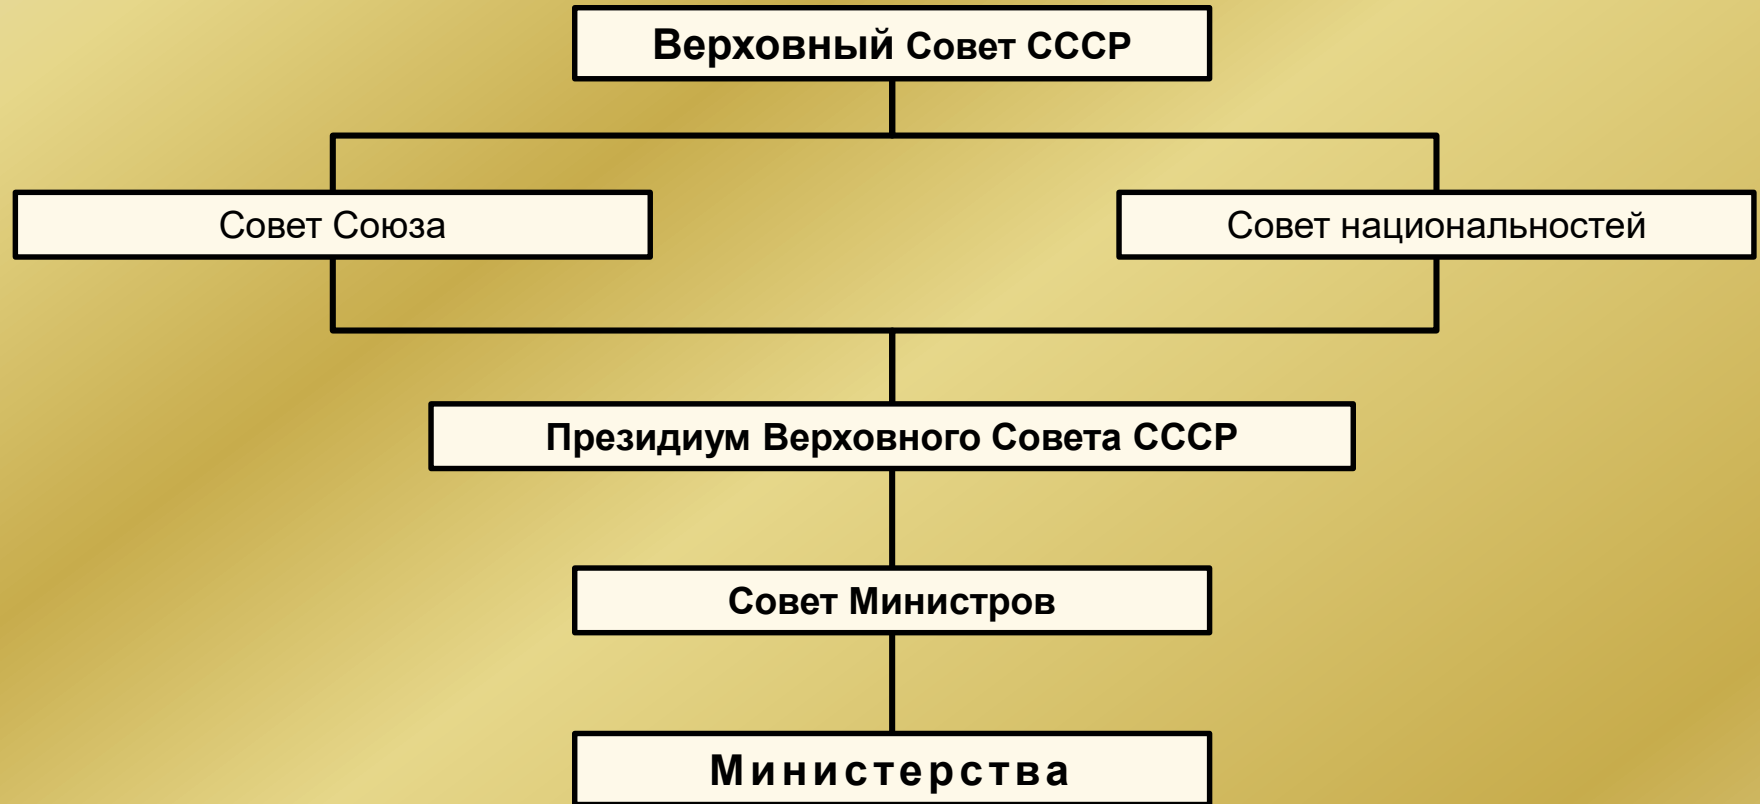 Верховный Совет СССР
Совет Союза
Совет национальностей
Президиум Верховного Совета СССР
Совет Министров
Министерства